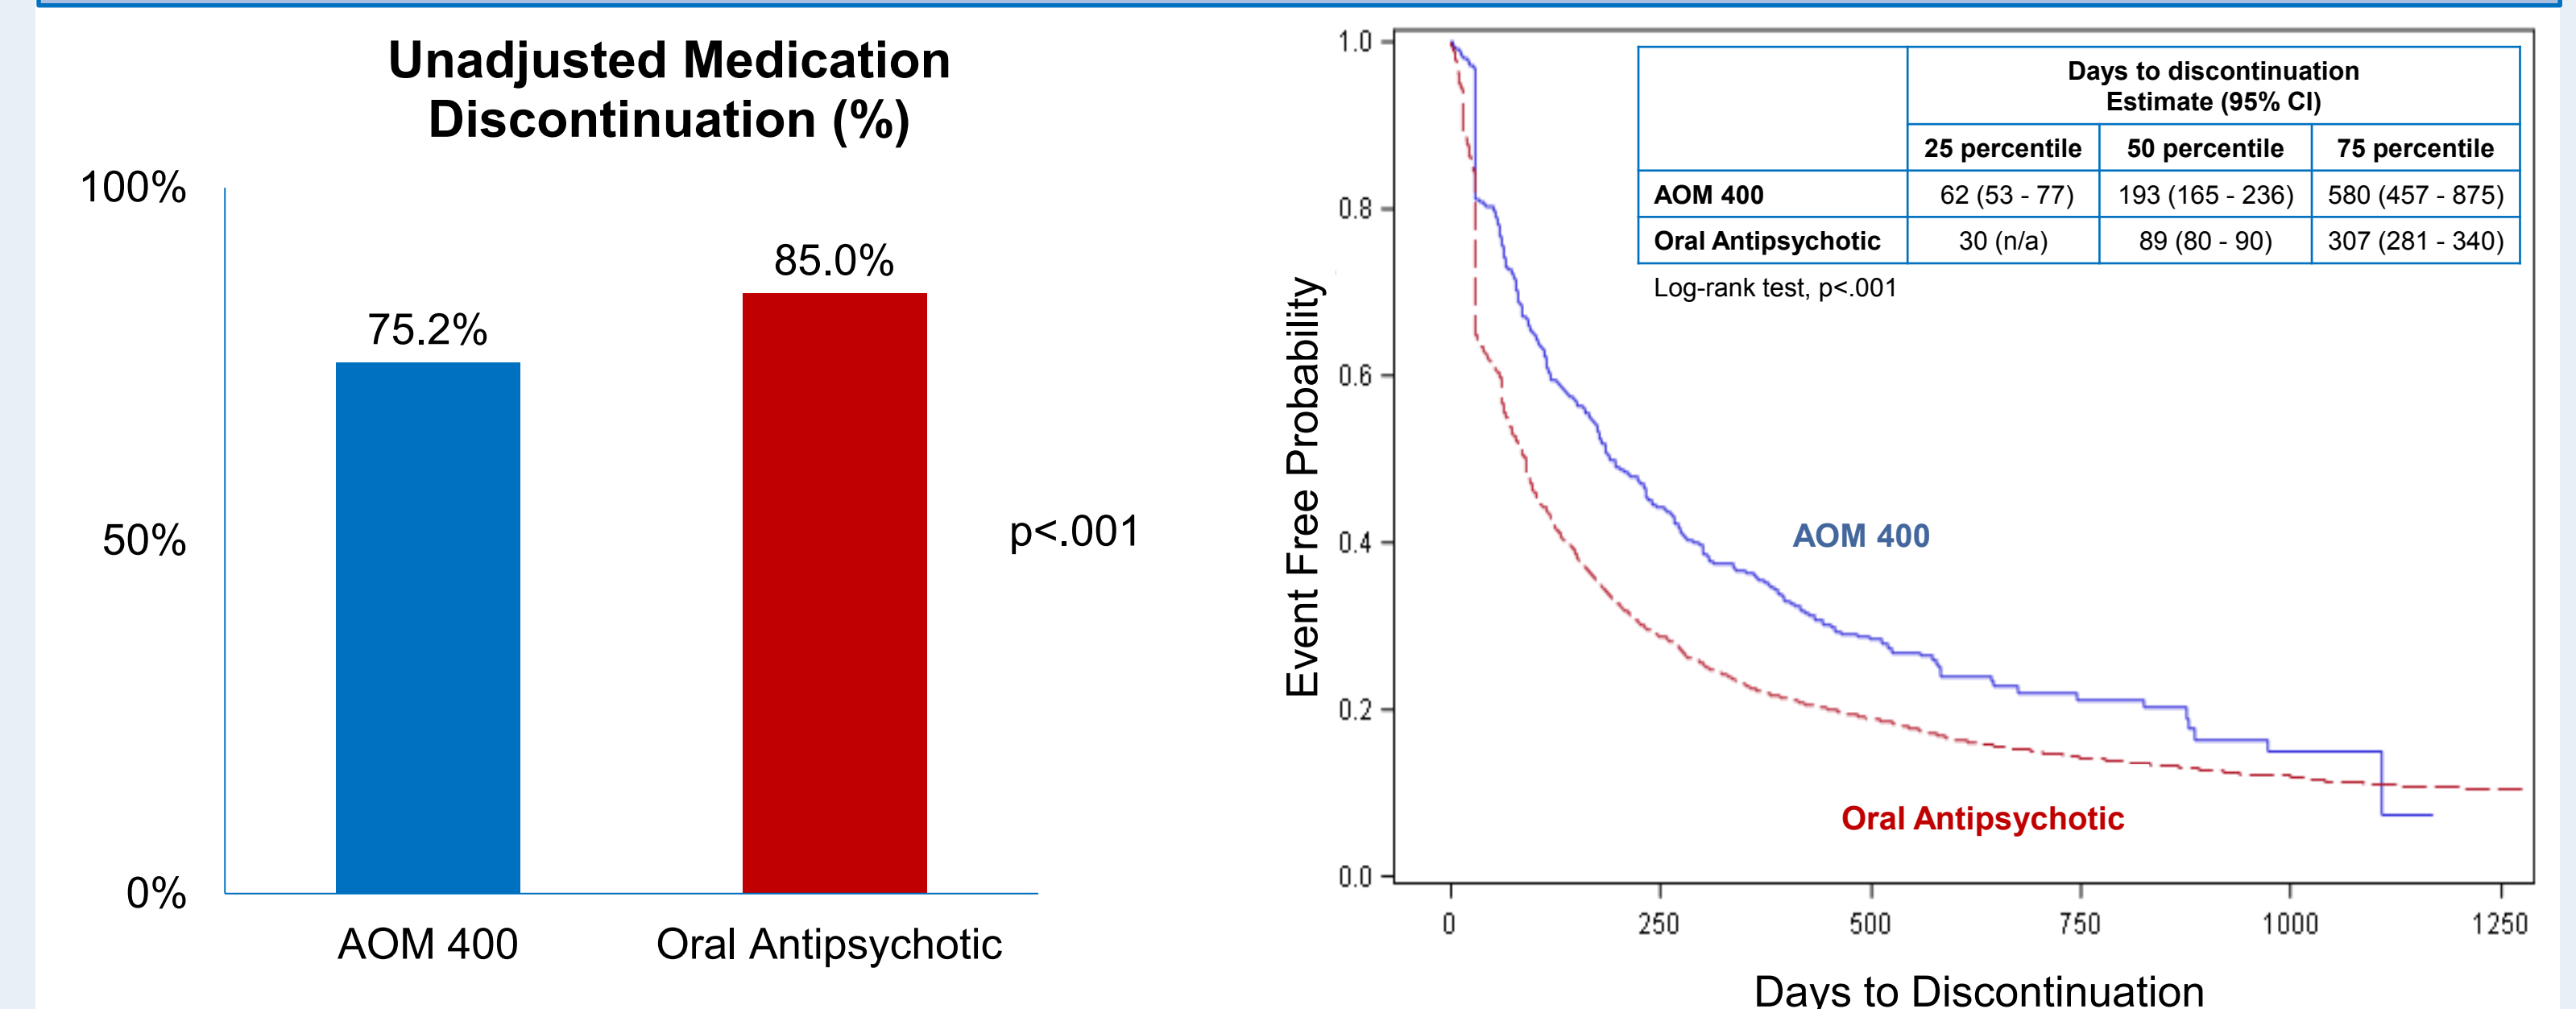 Unadjusted Medication
Discontinuation (%)
100%
50%
0%
75.2%
85.0%
p<.001
AOM 400
Oral Antipsychotic
Event Free Probability
1.0
0.8
0.6
0.4
0.2
0.0
Days to discontinuation
Estimate (95% CI)
25 percentile 50 percentile 75 percentile
AOM 400 62 (53 - 77) 193 (165 - 236) 580 (457 - 875)
Oral Antipsychotic 30 (n/a) 89 (80 - 90) 307 (281 - 340)
Log-rank test, p<.001
AOM 400
Oral Antipsychotic
0 250 500 750 1000 1250
Days to Discontinuation